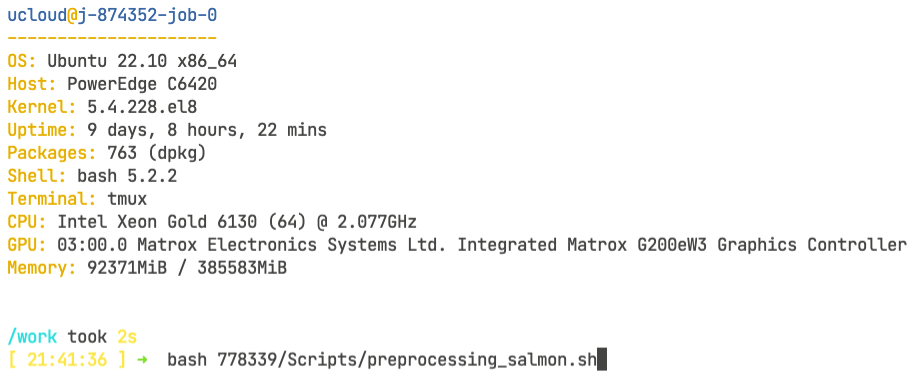 ucloud@j-874352-job-0
---------------------
OS: Ubuntu 22.10 x86_64
Host: PowerEdge C6420
Kernel: 5.4.228.el8
Uptime: 9 days, 8 hours, 22 mins
Packages: 763 (dpkg)
Shell: bash 5.2.2
Terminal: tmux
CPU: Intel Xeon Gold 6130 (64) @ 2.077GHz
GPU: 03:00.0 Matrox Electronics Systems Ltd. Integrated Matrox G200eW3 Graphics Controller
Memory: 92371MiB / 385583MiB
/work took 2s
[ 21:41:36 ] ➜ bash 778339/Scripts/preprocessing_salmon.sh